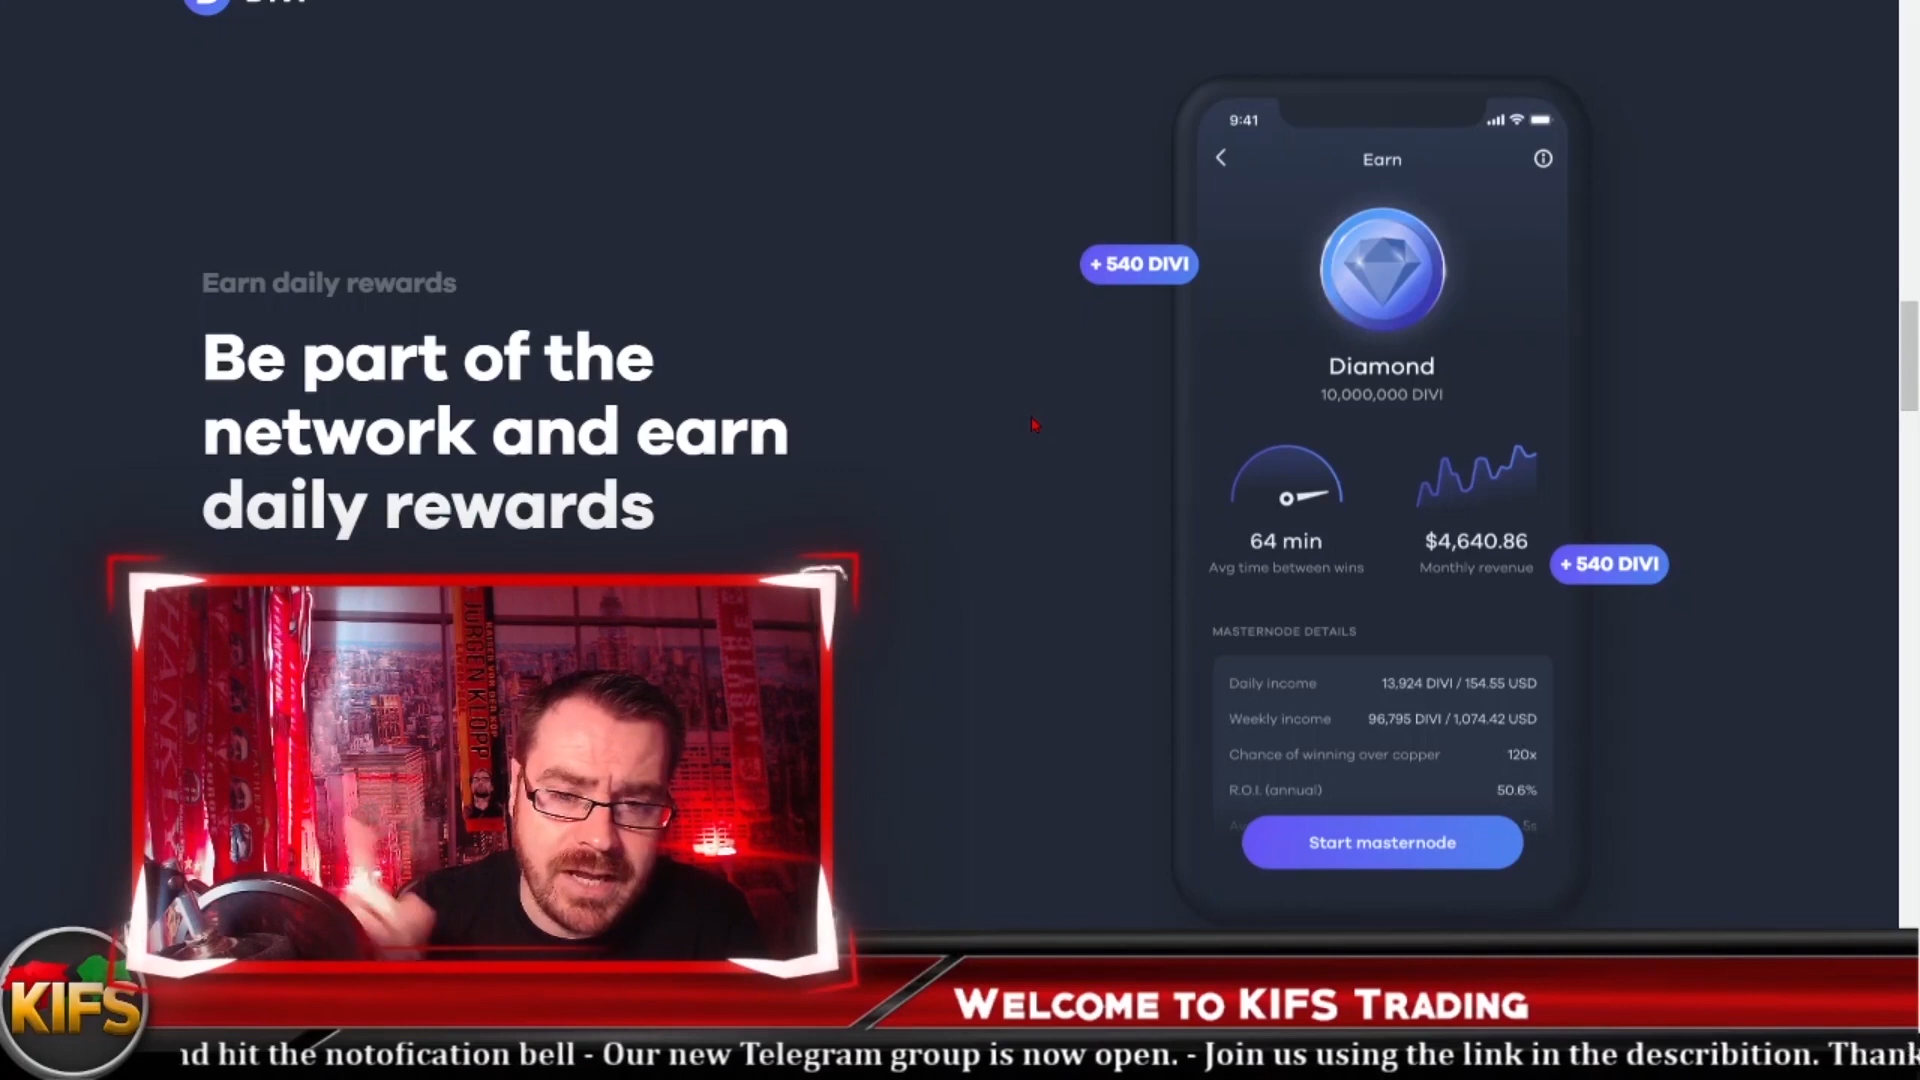 DIVI
Earn daily rewards
Be part of the
network and earn
daily rewards
9:41
Earn
+ 540 DIVI
Diamond
10,000,000 DIVI
64 min
Avg time between wins
$4,640.86
Monthly revenue
+ 540 DIVI
MASTERNODE DETAILS
Daily income 13,924 DIVI / 154.55 USD
Weekly income 96,795 DIVI / 1,074.42 USD
Chance of winning over copper 120x
R.O.I. (annual) 50.6%
Start masternode
JÜRGEN KLOPP
KIFS
WELCOME TO KIFS TRADING
nd hit the notofication bell - Our new Telegram group is now open. - Join us using the link in the describition. Thank